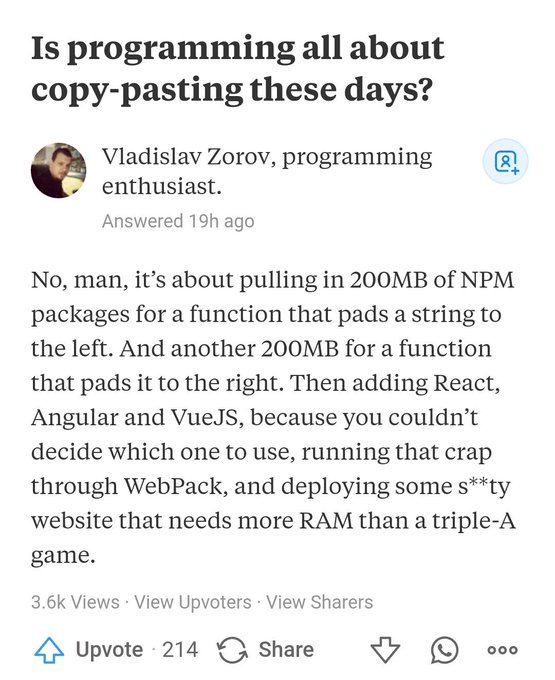 Is programming all about
copy-pasting these days?
Vladislav Zorov, programming
enthusiast.
Answered 19h ago
No, man, it’s about pulling in 200MB of NPM
packages for a function that pads a string to
the left. And another 200MB for a function
that pads it to the right. Then adding React,
Angular and VueJS, because you couldn’t
decide which one to use, running that crap
through WebPack, and deploying some s**ty
website that needs more RAM than a triple-A
game.
3.6k Views · View Upvoters · View Sharers
Upvote · 214 Share